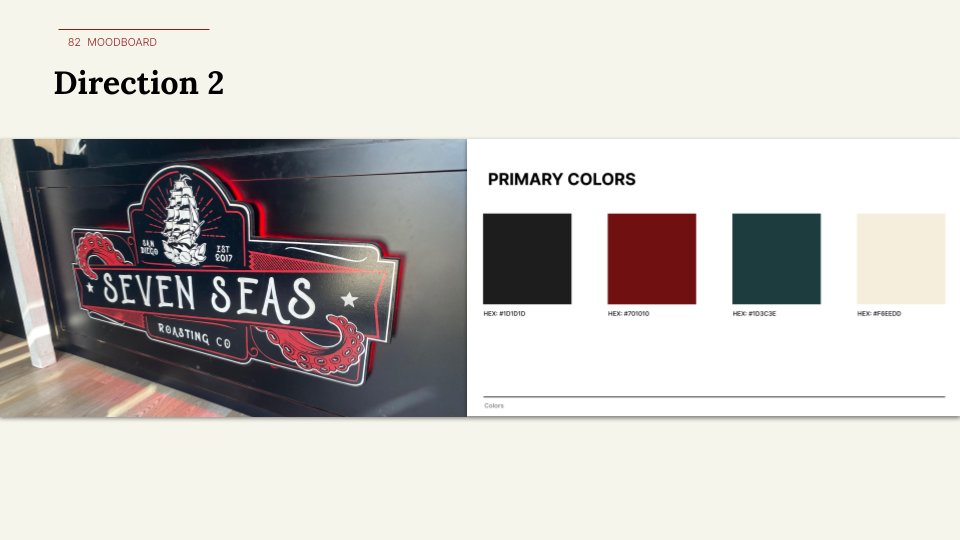 82 MOODBOARD
Direction 2
SAN
DIEGO
EST
2017
SEVEN SEAS
ROASTING CO
PRIMARY COLORS
HEX: #1D1D1D
HEX: #701010
HEX: #1D3C3E
HEX: #F6EEDD
Colors